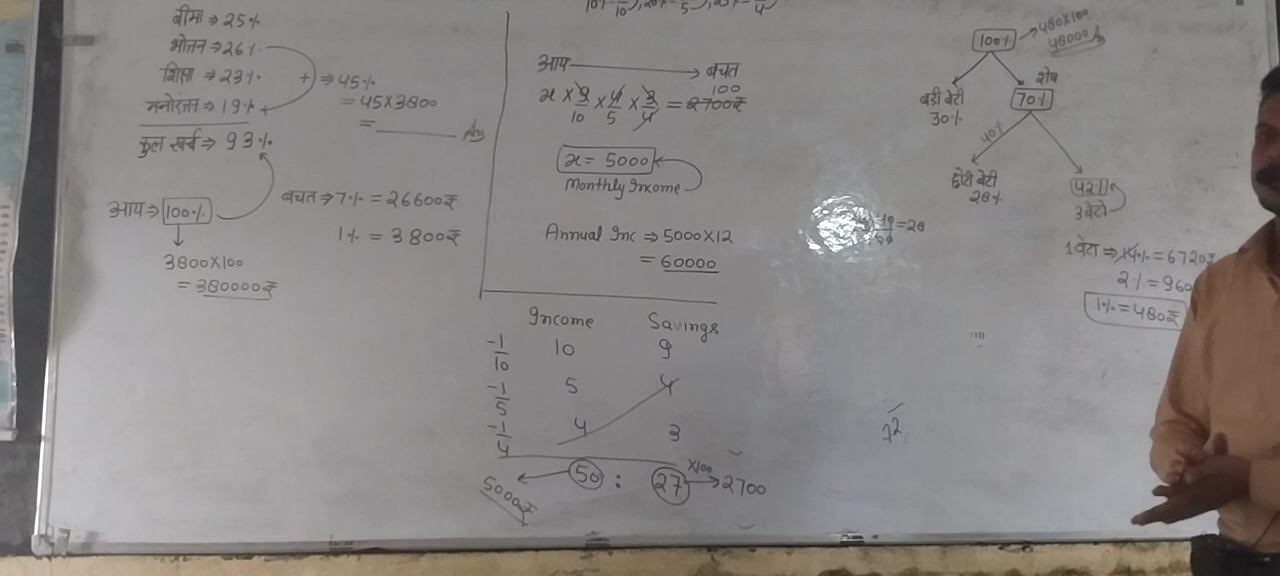 बीमा ⇒ 25%
भोजन ⇒ 26%
शिक्षा ⇒ 23%
मनोरंजन ⇒ 19%
+ ⇒ 45%
= 45×3800
= ________ Ans
कुल खर्च ⇒ 93%
आय ⇒ 100%
3800×100
= 380000₹
बचत ⇒ 7% = 26600₹
1% = 3800₹
आय → बचत
100
x × 9/10 × 4/5 × 3/4 = 2700₹
x = 5000
Monthly Income
Annual Inc ⇒ 5000×12
= 60000
Income Savings
-1/10 10 9
-1/5 5 4
-1/4 4 3
50 : 27 ×100 → 2700
5000₹
100% → 480×100
48000
बड़ी बेटी
30%
शेष
70%
40%
छोटी बेटी
28%
42%
3 बेटो
= 28
1 बेटा ⇒ 14% = 6720₹
2% = 960
1% = 480₹